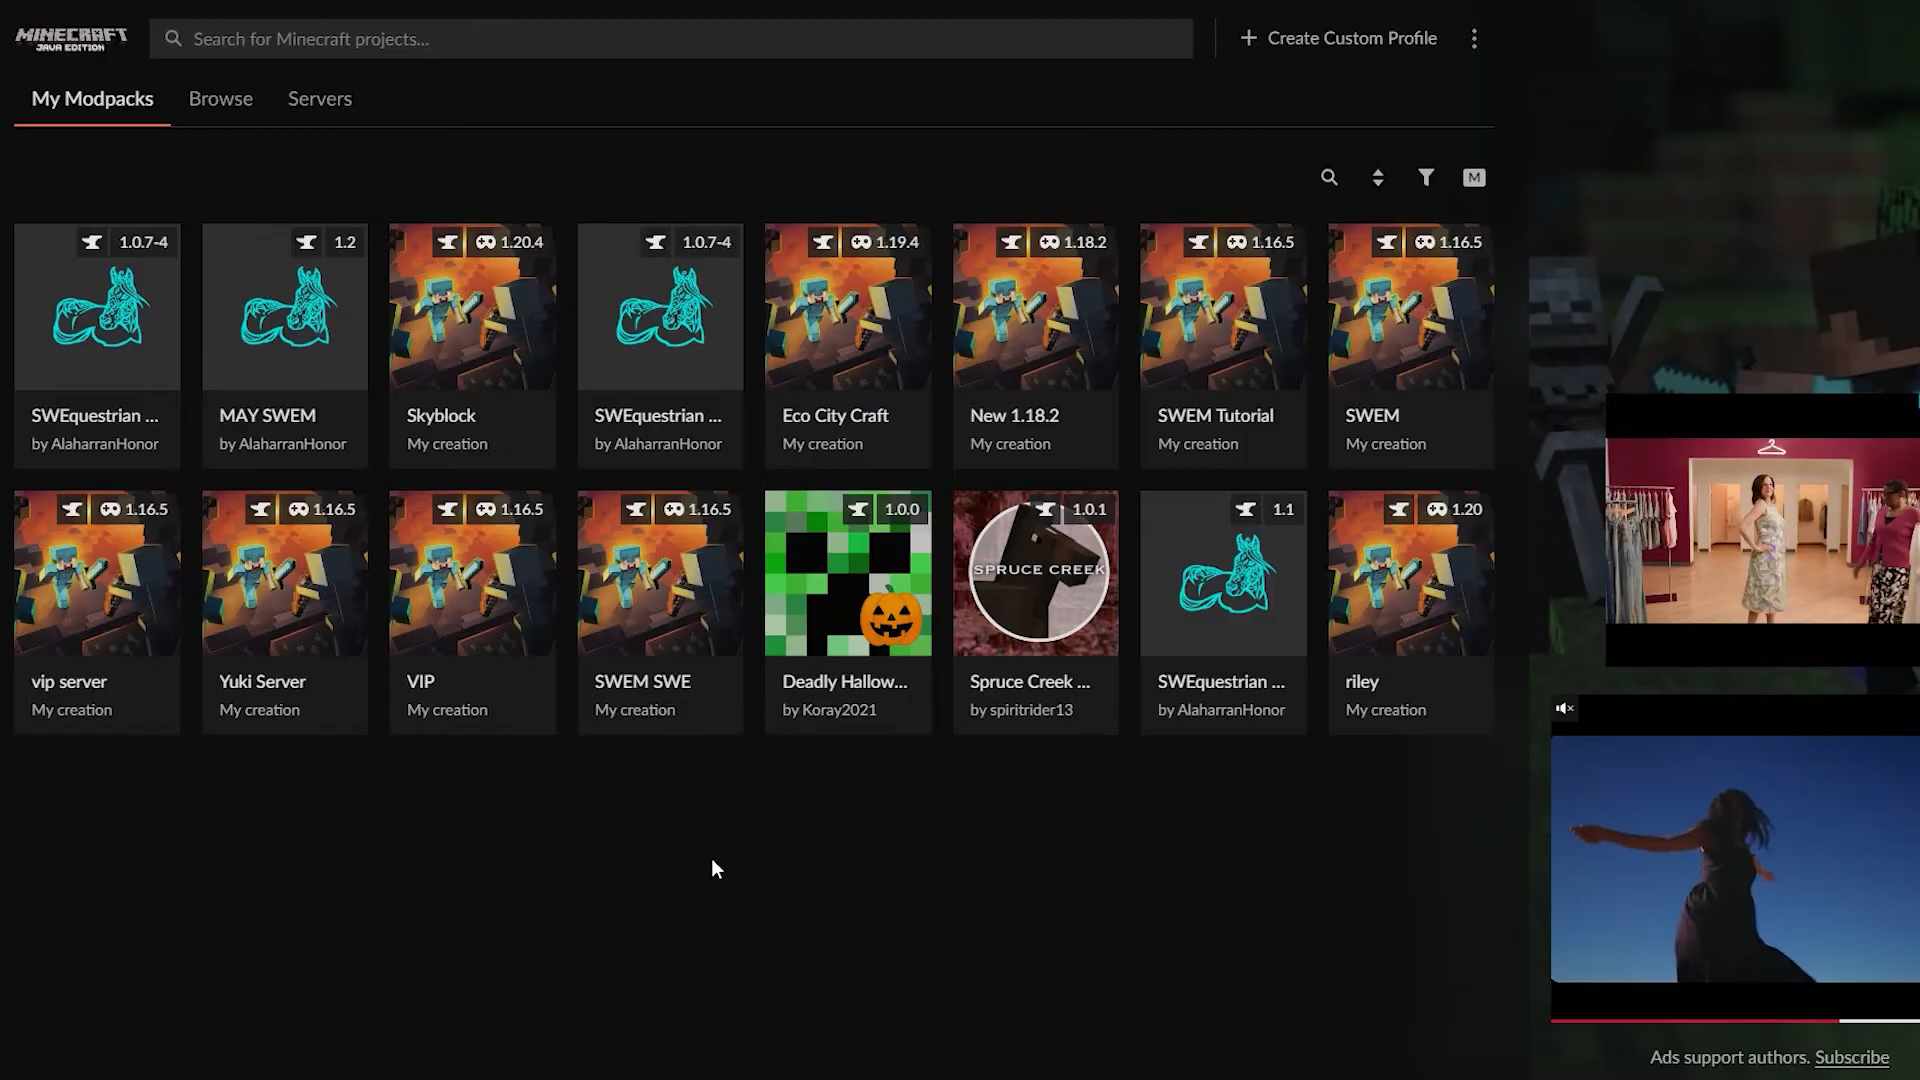 MINECRAFT
JAVA EDITION
Search for Minecraft projects...
Create Custom Profile
My Modpacks
Browse
Servers
M
1.0.7-4
1.2
1.20.4
1.0.7-4
1.19.4
1.18.2
1.16.5
1.16.5
SWEquestrian ...
MAY SWEM
Skyblock
SWEquestrian ...
Eco City Craft
New 1.18.2
SWEM Tutorial
SWEM
by AlaharranHonor
by AlaharranHonor
My creation
by AlaharranHonor
My creation
My creation
My creation
My creation
1.16.5
1.16.5
1.16.5
1.16.5
1.0.0
1.0.1
1.1
1.20
SPRUCE CREEK
vip server
Yuki Server
VIP
SWEM SWE
Deadly Hallow...
Spruce Creek ...
SWEquestrian ...
riley
My creation
My creation
My creation
My creation
by Koray2021
by spiritrider13
by AlaharranHonor
My creation
Ads support authors. Subscribe